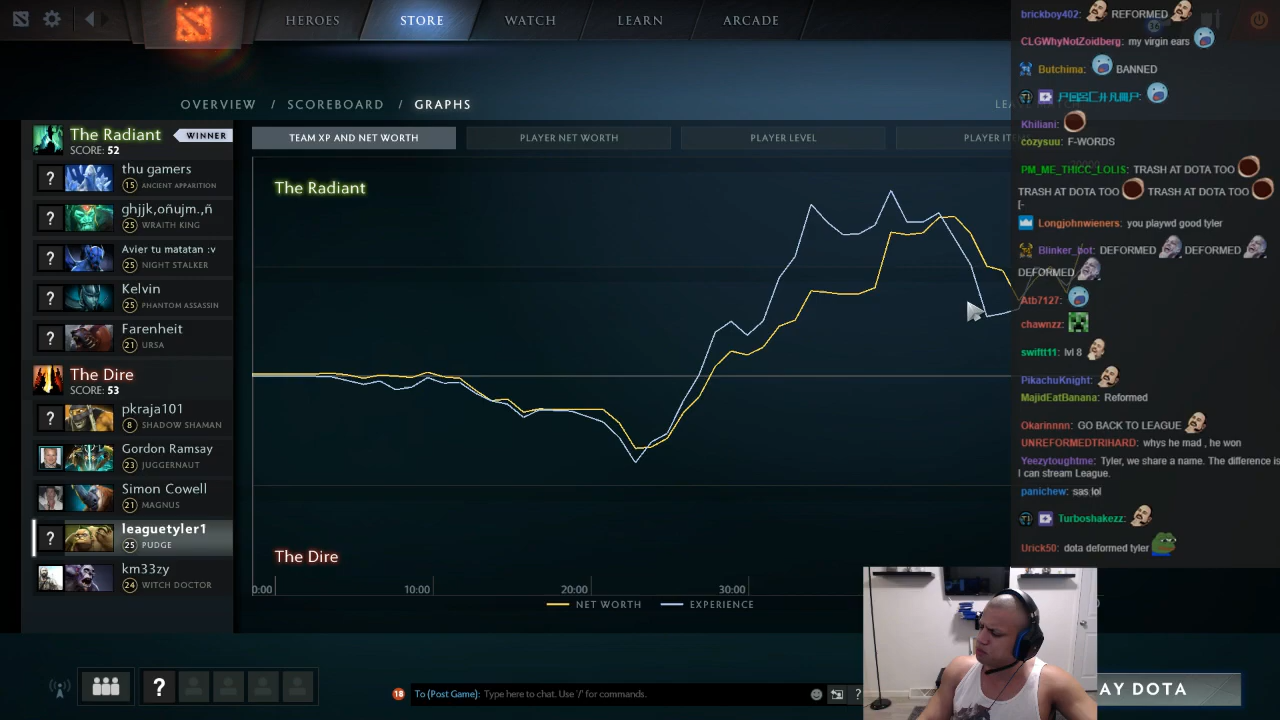 HEROES
STORE
WATCH
LEARN
ARCADE
OVERVIEW / SCOREBOARD / GRAPHS
The Radiant
WINNER
SCORE: 52
? thu gamers
15 ANCIENT APPARITION
? ghjjk,oñujm.,ñ
25 WRAITH KING
? Avier tu matatan :v
25 NIGHT STALKER
? Kelvin
25 PHANTOM ASSASSIN
? Farenheit
21 URSA
The Dire
SCORE: 53
? pkraja101
8 SHADOW SHAMAN
Gordon Ramsay
23 JUGGERNAUT
Simon Cowell
21 MAGNUS
? leaguetyler1
25 PUDGE
km33zy
24 WITCH DOCTOR
TEAM XP AND NET WORTH
PLAYER NET WORTH
PLAYER LEVEL
The Radiant
The Dire
0:00
10:00
20:00
30:00
NET WORTH
EXPERIENCE
brickboy402: REFORMED
CLGWhyNotZoidberg: my virgin ears
Butchima: BANNED
Khiliani:
cozysuu: F-WORDS
PM_ME_THICC_LOLIS: TRASH AT DOTA TOO
TRASH AT DOTA TOO TRASH AT DOTA TOO
[-
Longjohnwieners: you playwd good tyler
Blinker_bot: DEFORMED DEFORMED
DEFORMED
Atb7127:
chawnzz:
swiftt11: lvl 8
PikachuKnight:
MajidEatBanana: Reformed
Okarinnnn: GO BACK TO LEAGUE
UNREFORMEDTRIHARD: whys he mad , he won
Yeezytoughtme: Tyler, we share a name. The difference is
I can stream League.
panichew: sas lol
Turboshakezz:
Urick50: dota deformed tyler
?
18 To (Post Game): Type here to chat. Use '/' for commands.
?
AY DOTA